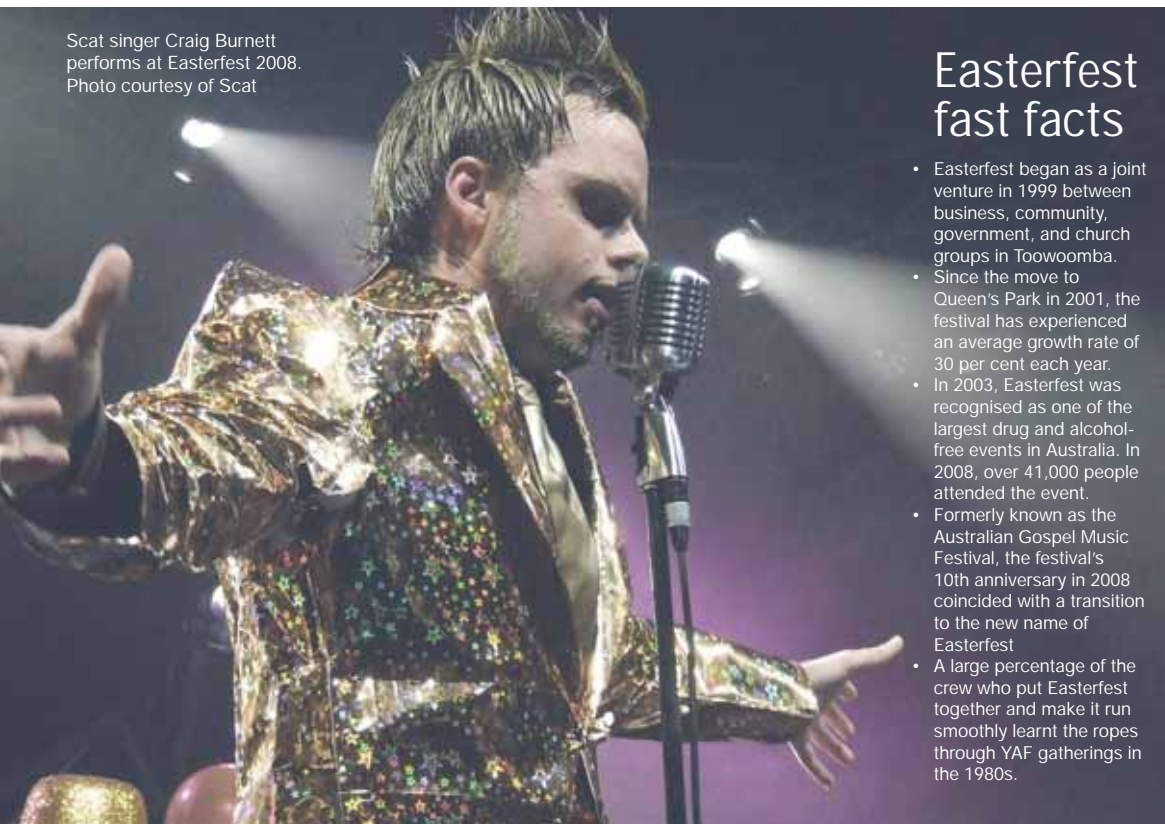 Scat singer Craig Burnett
performs at Easterfest 2008.
Photo courtesy of Scat
Easterfest
fast facts
• Easterfest began as a joint
venture in 1999 between
business, community,
government, and church
groups in Toowoomba.
• Since the move to
Queen's Park in 2001, the
festival has experienced
an average growth rate of
30 per cent each year.
• In 2003, Easterfest was
recognised as one of the
largest drug and alcohol-
free events in Australia. In
2008, over 41,000 people
attended the event.
• Formerly known as the
Australian Gospel Music
Festival, the festival's
10th anniversary in 2008
coincided with a transition
to the new name of
Easterfest
• A large percentage of the
crew who put Easterfest
together and make it run
smoothly learnt the ropes
through YAF gatherings in
the 1980s.